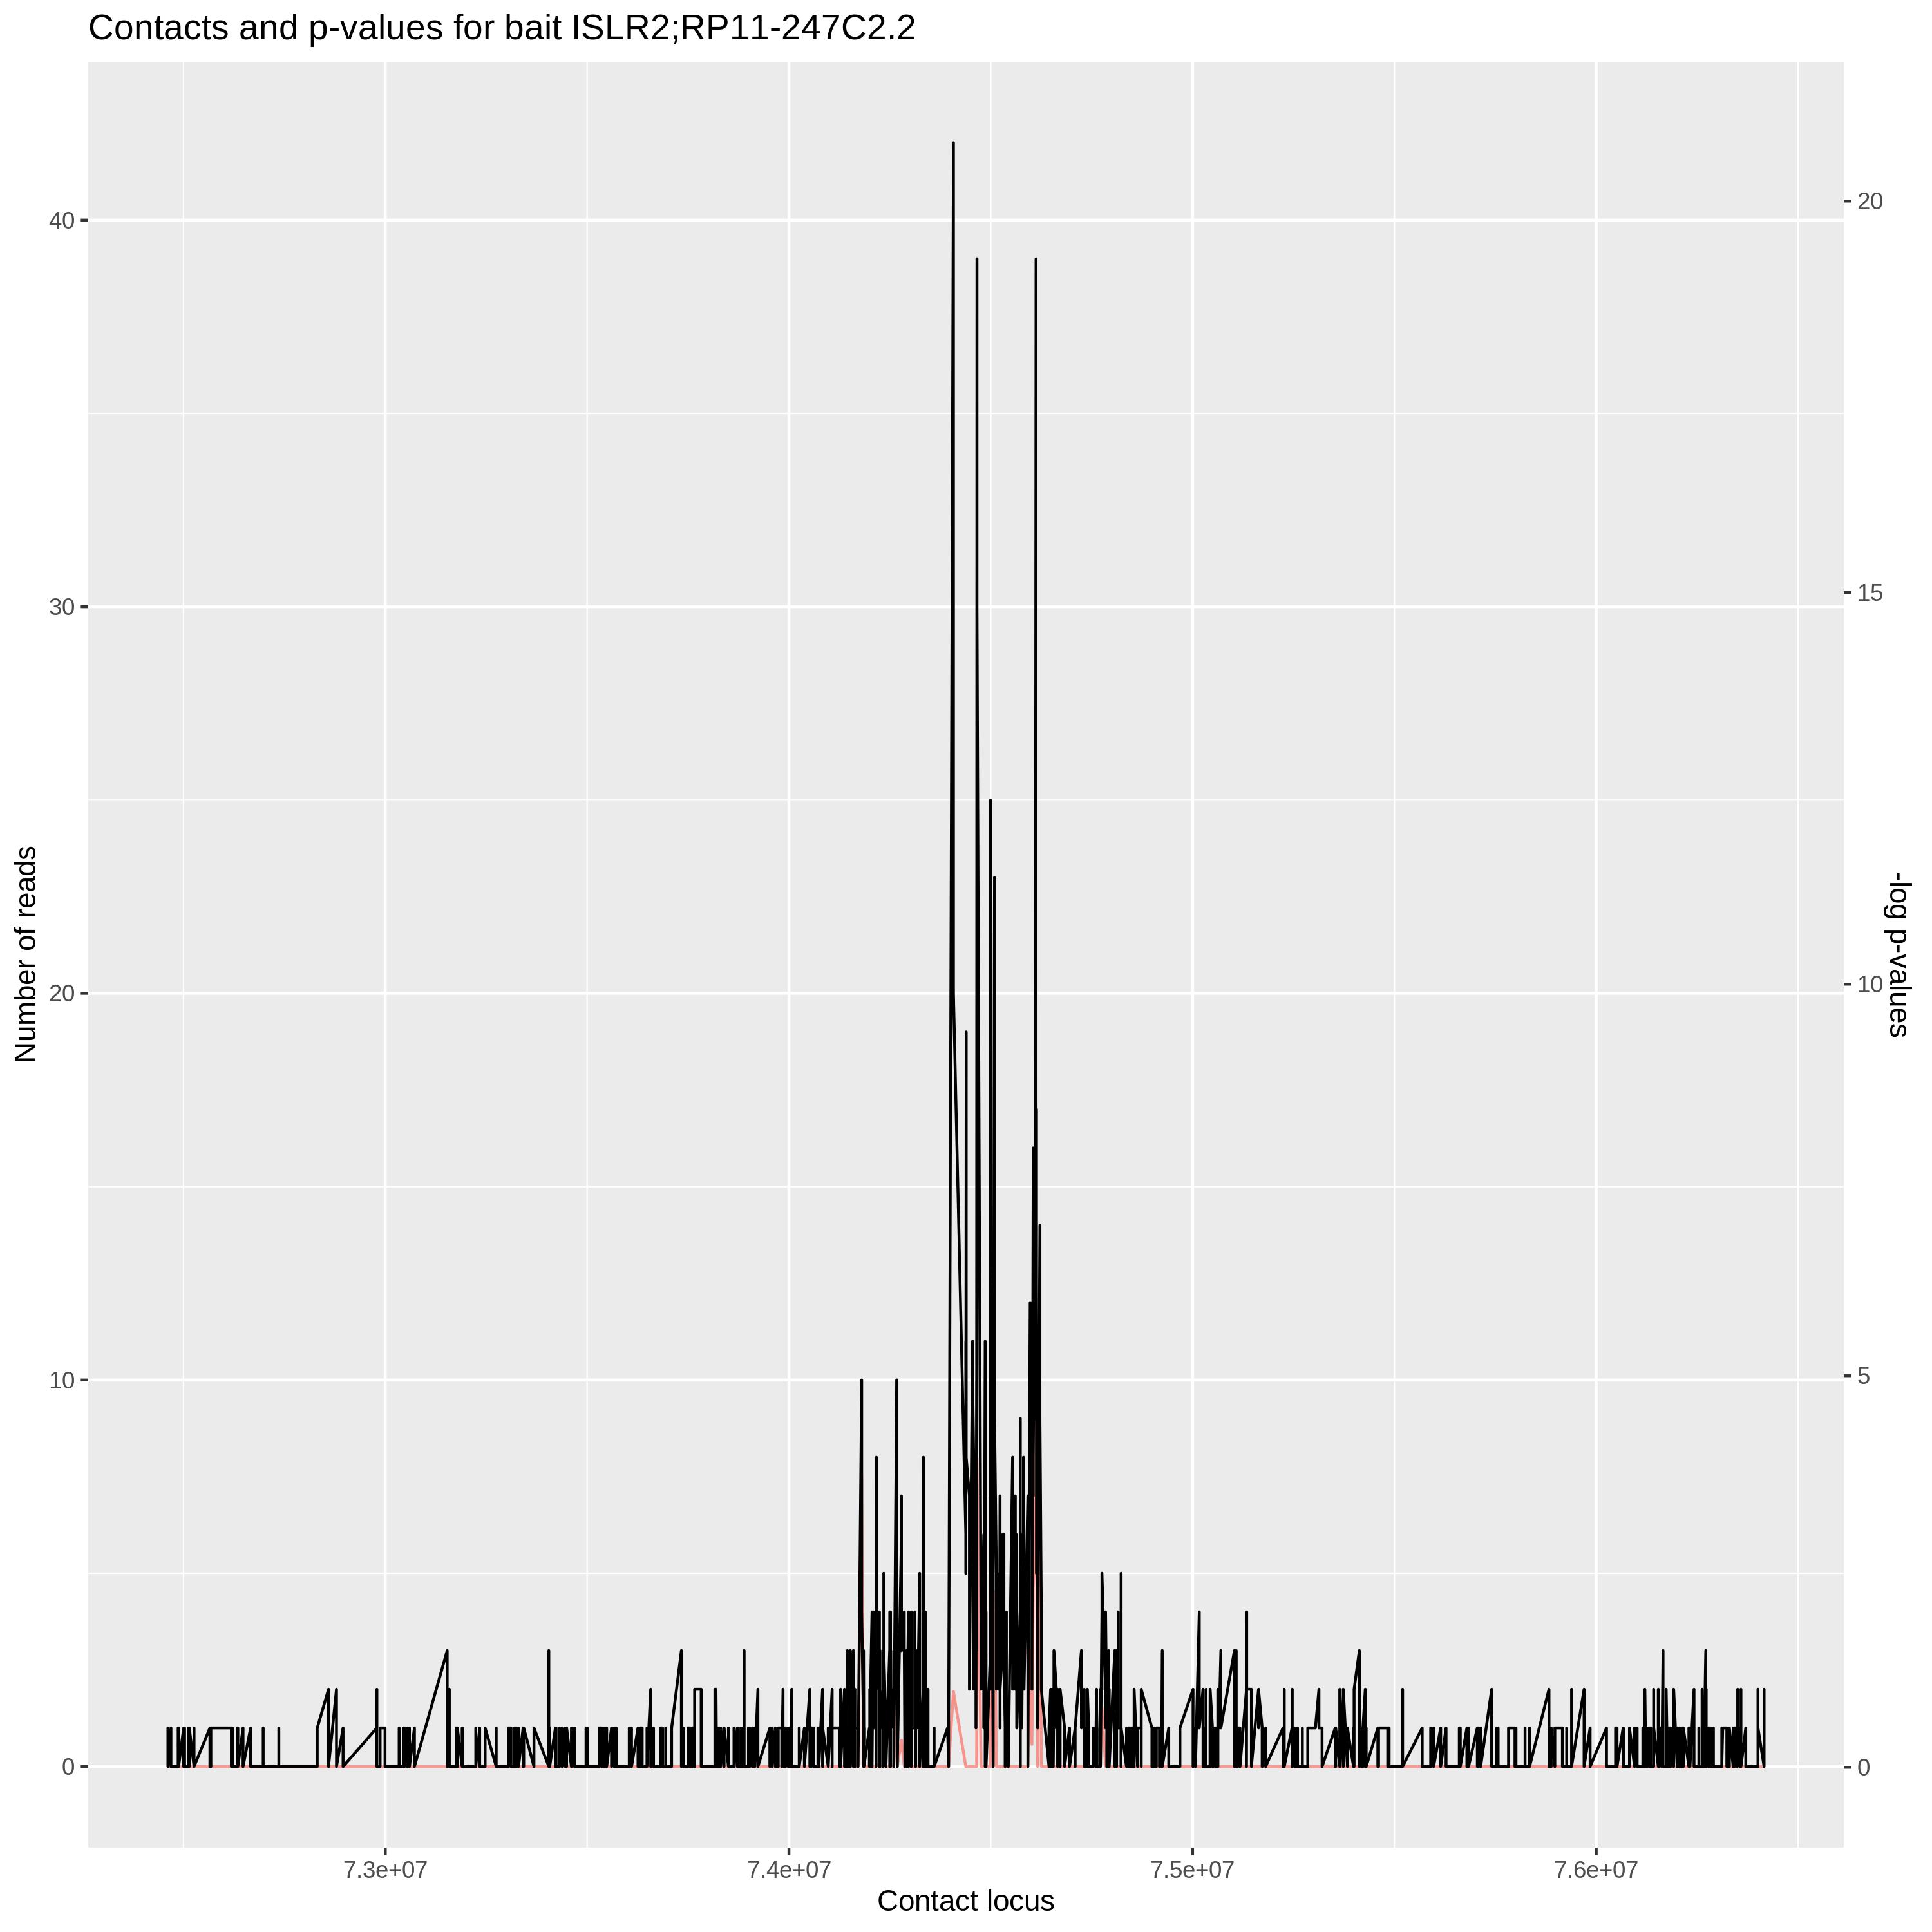 Contacts and p-values for bait ISLR2;RP11-247C2.2
40
30
20
10
0
Number of reads
20
15
10
5
0
-log p-values
7.3e+07 7.4e+07 7.5e+07 7.6e+07
Contact locus